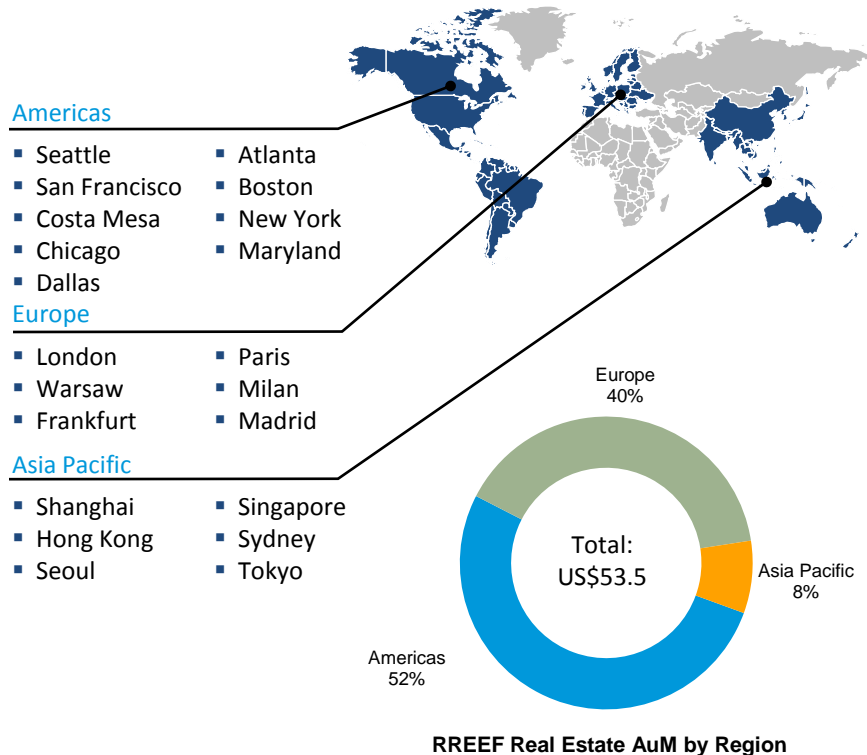 Americas
Seattle
San Francisco
Costa Mesa
Chicago
Dallas
Atlanta
Boston
New York
Maryland
Europe
London
Warsaw
Frankfurt
Paris
Milan
Madrid
Asia Pacific
Shanghai
Hong Kong
Seoul
Singapore
Sydney
Tokyo
Europe
40%
Total:
US$53.5
Asia Pacific
8%
Americas
52%
RREEF Real Estate AuM by Region